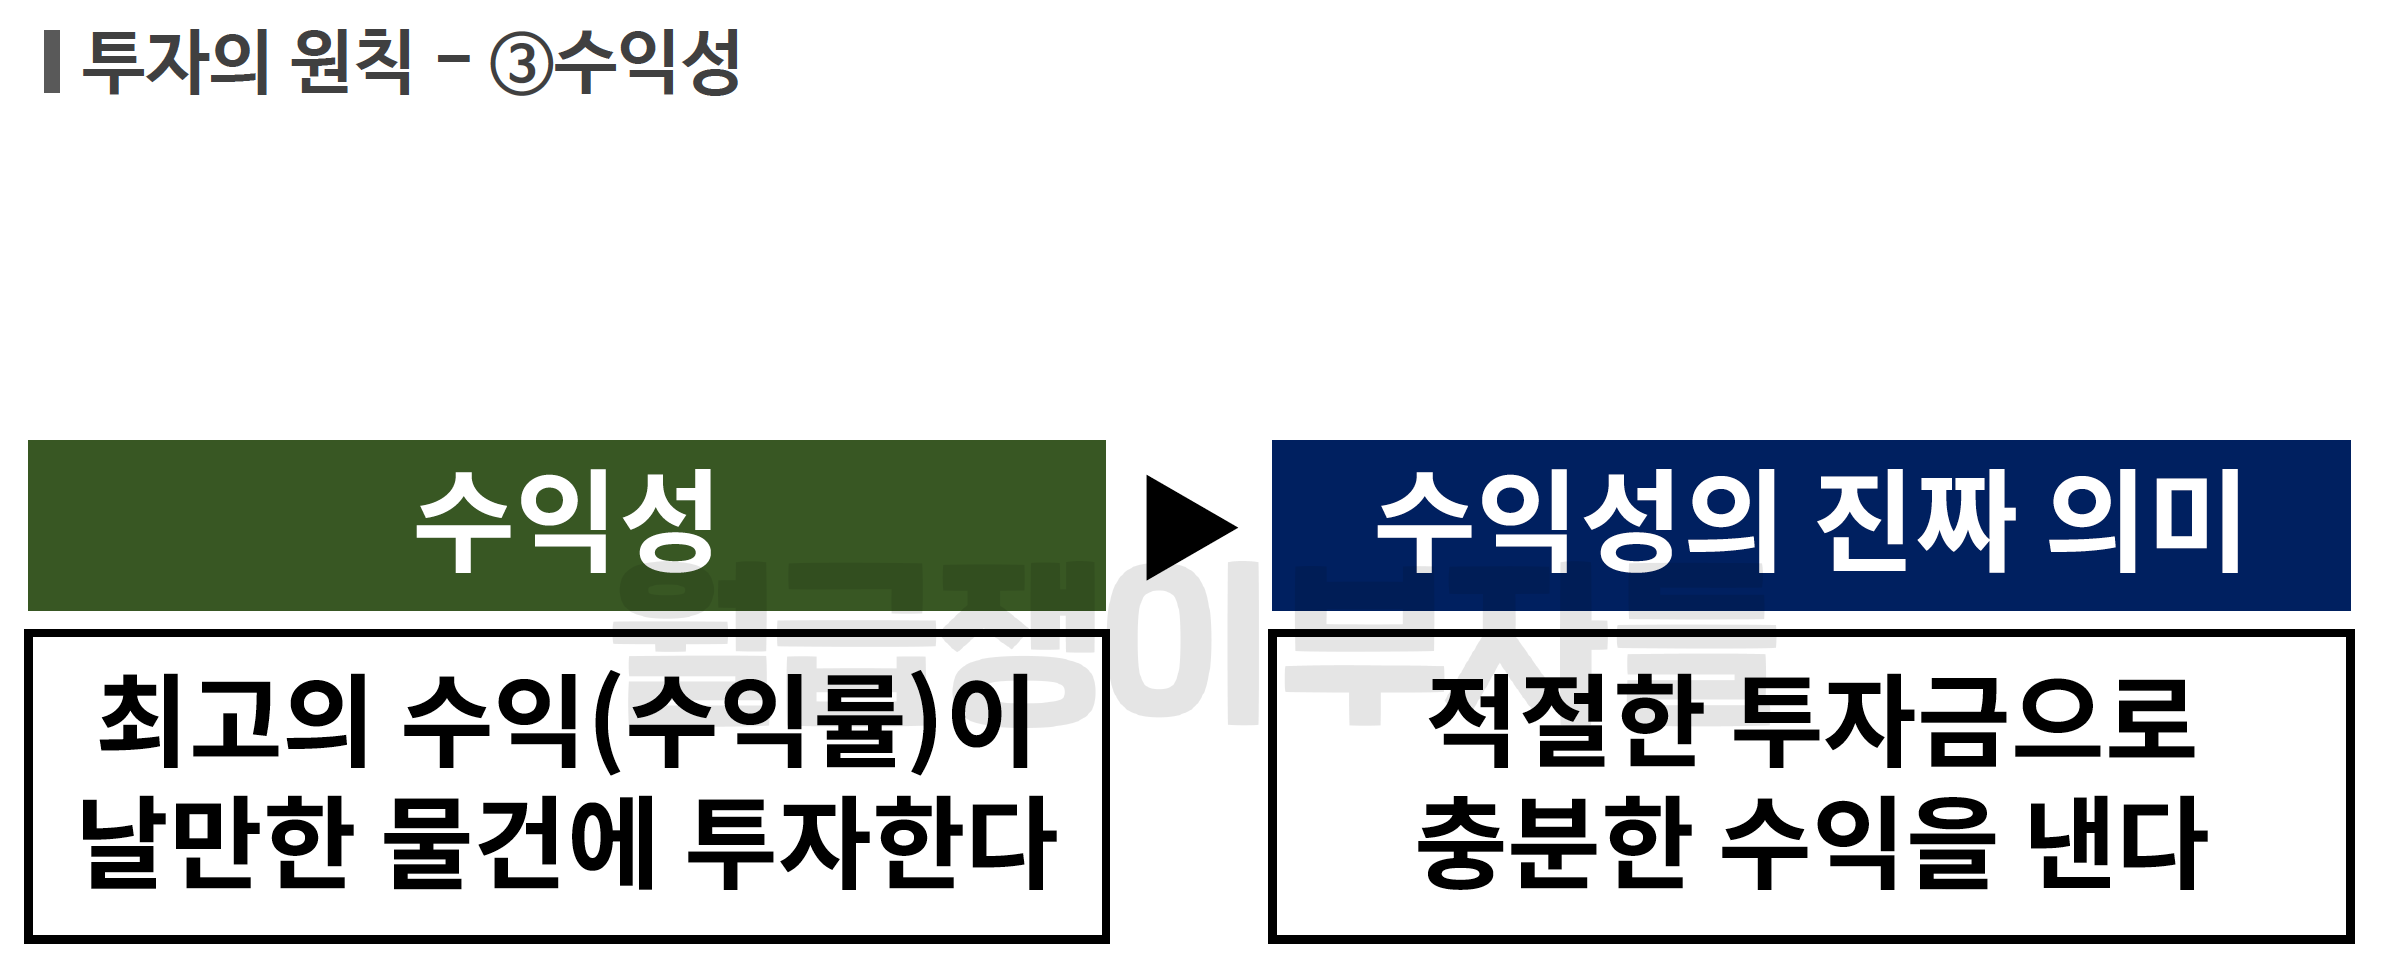 투자의 원칙 - ③수익성
수익성
▶
수익성의 진짜 의미
최고의 수익(수익률)이
날만한 물건에 투자한다
적절한 투자금으로
충분한 수익을 낸다
월급쟁이부자들